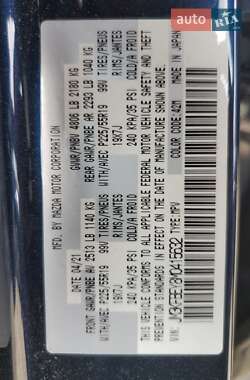 auto RIA
MFD. BY MAZDA MOTOR CORPORATION
DATE: 04/21 GVWR/PNBV 4806 LB 2180 KG
FRONT GAWR/PNBE AV 2513 LB 1140 KG REAR GAWR/PNBE AR 2293 LB 1040 KG
WITH/AVEC P225/55R19 99V TIRES/PNEUS WITH/AVEC P225/55R19 99V TIRES/PNEUS
19X7J RIMS/JANTES 19X7J RIMS/JANTES
240 KPA/35 PSI COLD/A FROID 240 KPA/35 PSI COLD/A FROID
THIS VEHICLE CONFORMS TO ALL APPLICABLE FEDERAL MOTOR VEHICLE SAFETY AND THEFT
PREVENTION STANDARDS IN EFFECT ON THE DATE OF MANUFACTURE SHOWN ABOVE.
TYPE:MPV COLOR CODE: 42M MADE IN JAPAN